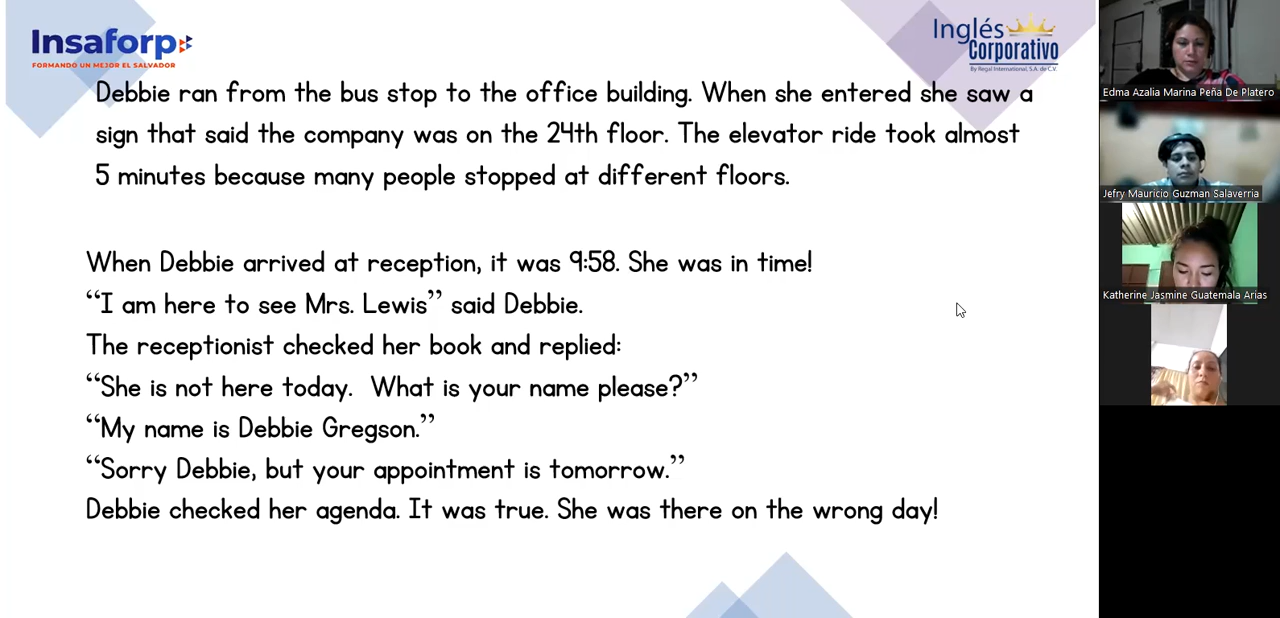 Insaforp
FORMANDO UN MEJOR EL SALVADOR
Inglés
Corporativo
By Regal International, S.A. de C.V.
Debbie ran from the bus stop to the office building. When she entered she saw a
sign that said the company was on the 24th floor. The elevator ride took almost
5 minutes because many people stopped at different floors.
When Debbie arrived at reception, it was 9:58. She was in time!
“I am here to see Mrs. Lewis” said Debbie.
The receptionist checked her book and replied:
“She is not here today. What is your name please?”
“My name is Debbie Gregson.”
“Sorry Debbie, but your appointment is tomorrow.”
Debbie checked her agenda. It was true. She was there on the wrong day!
Edma Azalia Marina Peña De Platero
Jefry Mauricio Guzman Salaverria
Katherine Jasmine Guatemala Arias